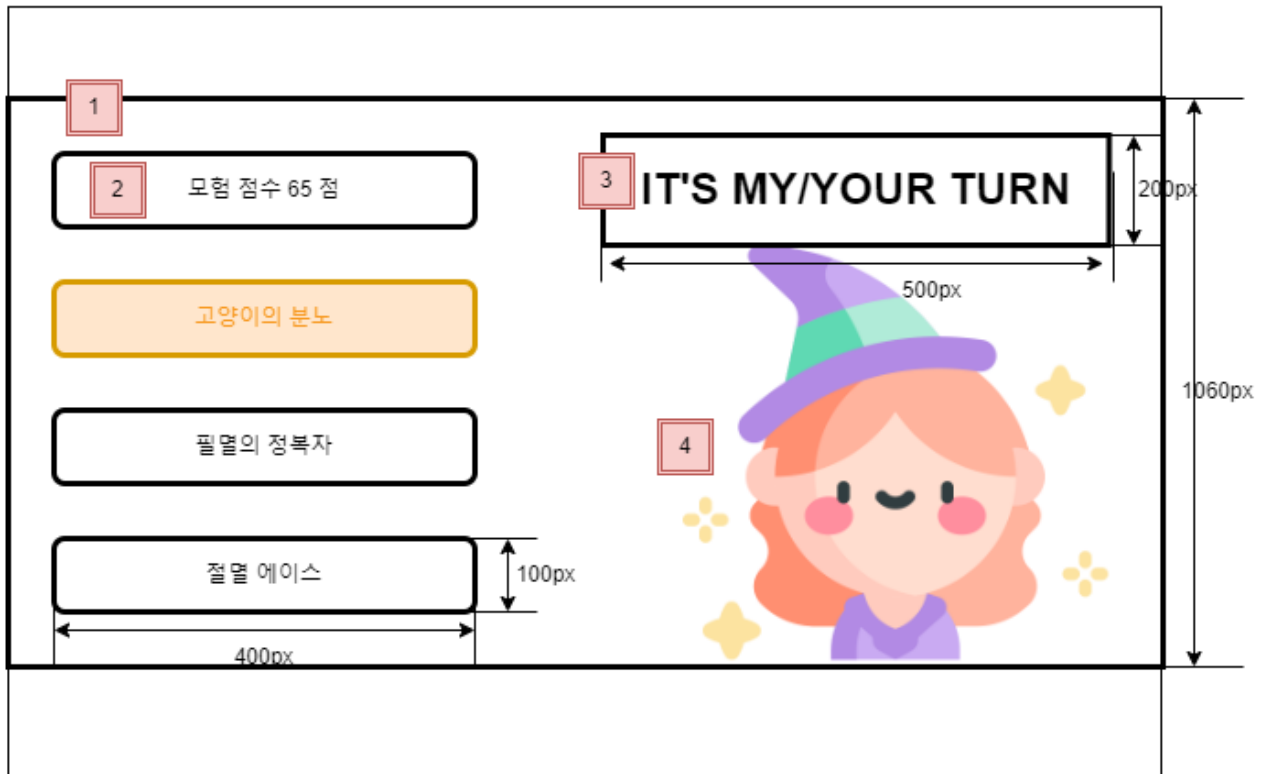 1
2
모험 점수 65 점
3
IT'S MY/YOUR TURN
200px
500px
고양이의 분노
1060px
필멸의 정복자
4
절멸 에이스
100px
400px